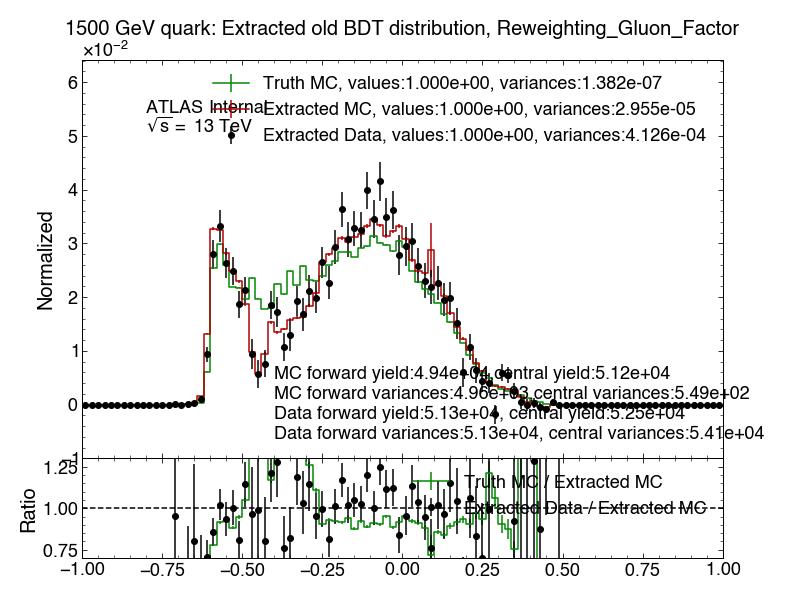 1500 GeV quark: Extracted old BDT distribution, Reweighting_Gluon_Factor
×10⁻²
Truth MC, values:1.000e+00, variances:1.382e-07
ATLAS Internal
Extracted MC, values:1.000e+00, variances:2.955e-05
√s = 13 TeV
Extracted Data, values:1.000e+00, variances:4.126e-04
6
5
4
3
2
1
0
−1
Normalized
MC forward yield:4.94e+04, central yield:5.12e+04
MC forward variances:4.96e+03 central variances:5.49e+02
Data forward yield:5.13e+04, central yield:5.25e+04
Data forward variances:5.13e+04, central variances:5.41e+04
1.25
1.00
0.75
Ratio
Truth MC / Extracted MC
Extracted Data / Extracted MC
−1.00 −0.75 −0.50 −0.25 0.00 0.25 0.50 0.75 1.00